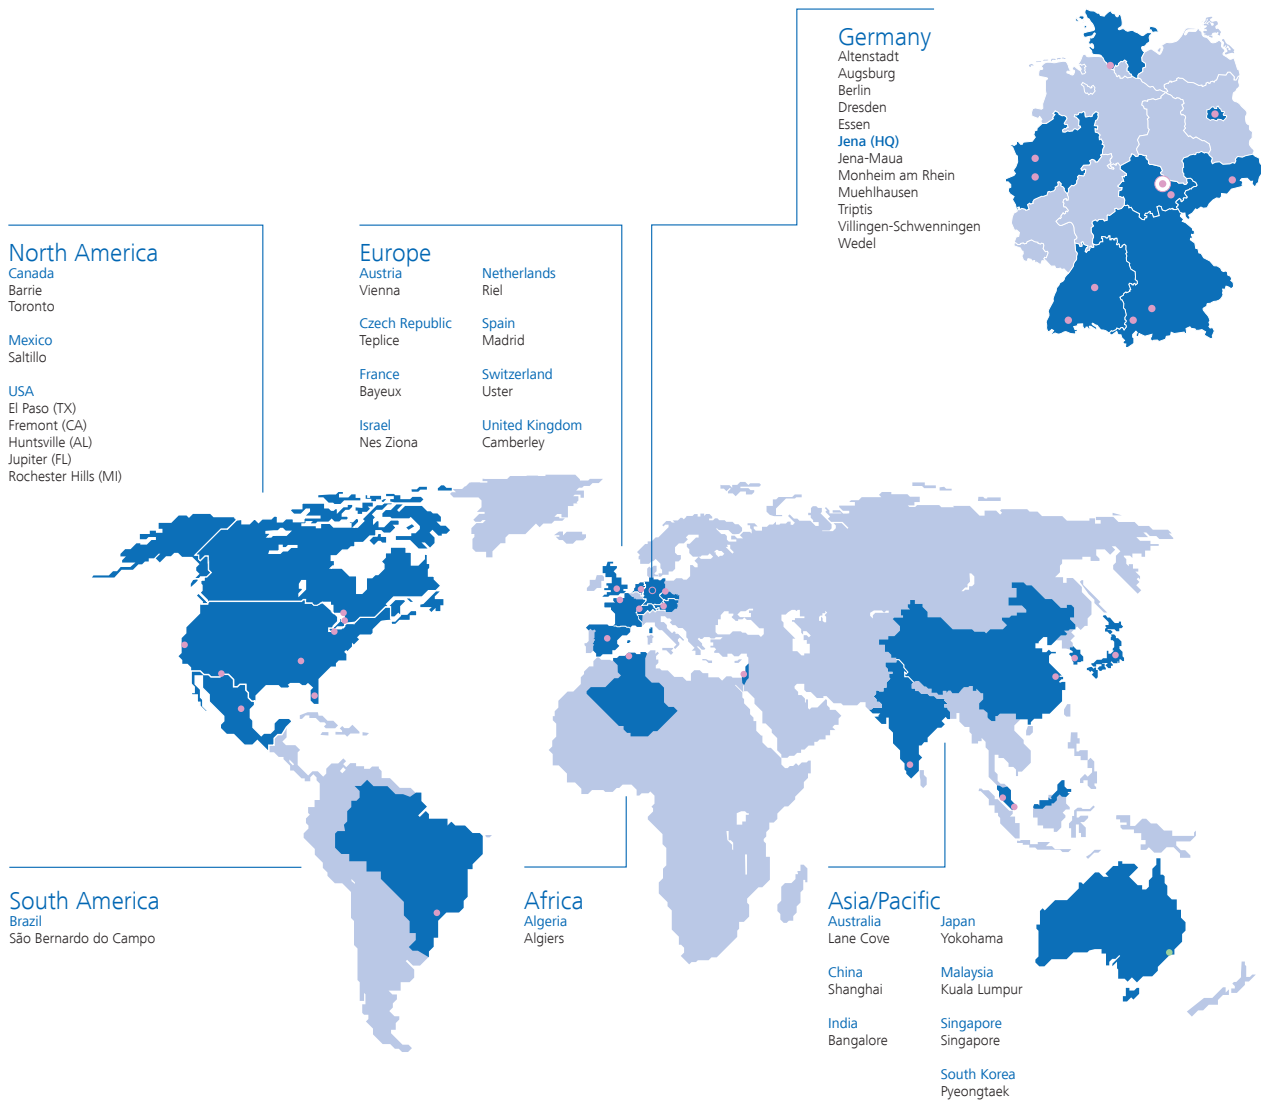 Germany
Altenstadt
Augsburg
Berlin
Dresden
Essen
Jena (HQ)
Jena-Maua
Monheim am Rhein
Muehlhausen
Triptis
Villingen-Schwenningen
Wedel
North America
Canada
Barrie
Toronto
Mexico
Saltillo
USA
El Paso (TX)
Fremont (CA)
Huntsville (AL)
Jupiter (FL)
Rochester Hills (MI)
Europe
Austria
Vienna
Czech Republic
Teplice
France
Bayeux
Israel
Nes Ziona
Netherlands
Riel
Spain
Madrid
Switzerland
Uster
United Kingdom
Camberley
South America
Brazil
São Bernardo do Campo
Africa
Algeria
Algiers
Asia/Pacific
Australia
Lane Cove
China
Shanghai
India
Bangalore
Japan
Yokohama
Malaysia
Kuala Lumpur
Singapore
Singapore
South Korea
Pyeongtaek